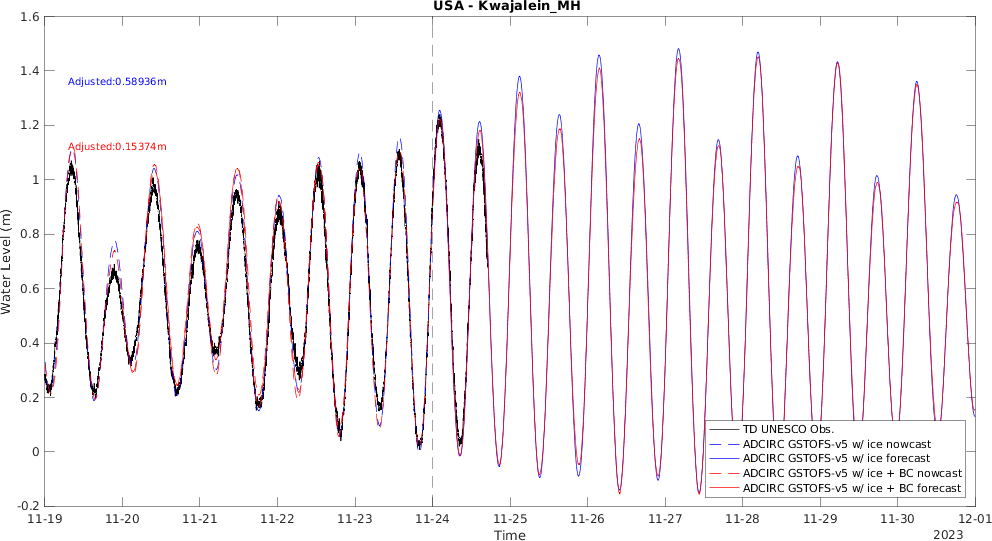 USA - Kwajalein_MH
1.6
1.4
1.2
1
0.8
0.6
0.4
0.2
0
-0.2
Water Level (m)
Adjusted:0.58936m
Adjusted:0.15374m
TD UNESCO Obs.
ADCIRC GSTOFS-v5 w/ ice nowcast
ADCIRC GSTOFS-v5 w/ ice forecast
ADCIRC GSTOFS-v5 w/ ice + BC nowcast
ADCIRC GSTOFS-v5 w/ ice + BC forecast
11-19 11-20 11-21 11-22 11-23 11-24 11-25 11-26 11-27 11-28 11-29 11-30 12-01
Time
2023